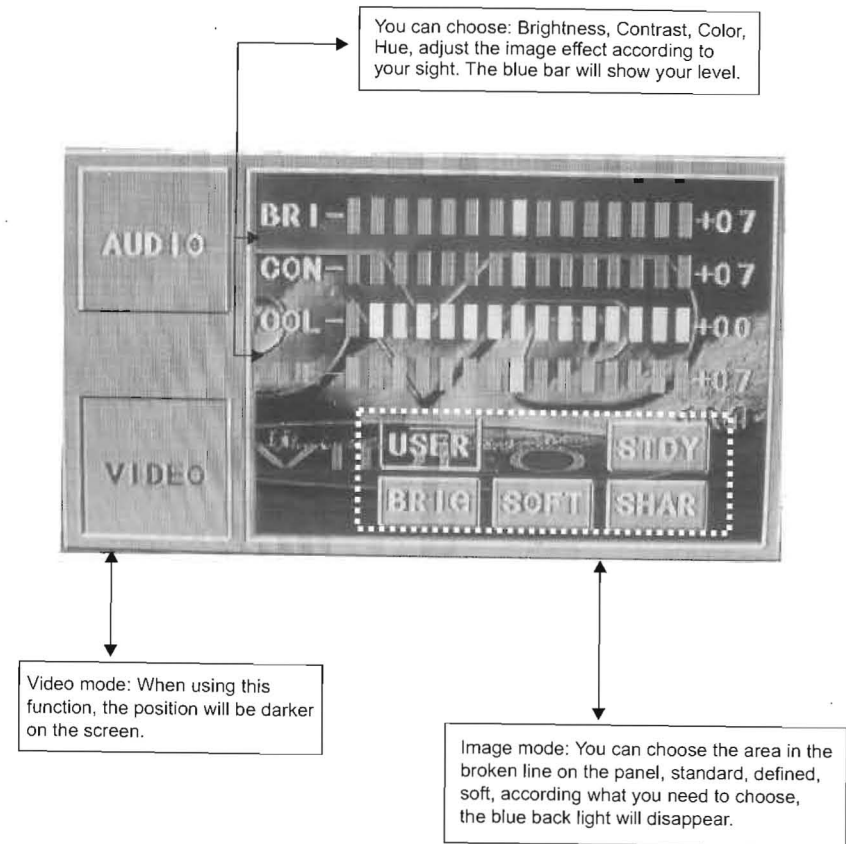 You can choose: Brightness, Contrast, Color,
Hue, adjust the image effect according to
your sight. The blue bar will show your level.
AUDIO
BRI- +07
CON- +07
COL- +00
- +07
VIDEO
USER STDY
BRIG SOFT SHAR
Video mode: When using this
function, the position will be darker
on the screen.
Image mode: You can choose the area in the
broken line on the panel, standard, defined,
soft, according what you need to choose,
the blue back light will disappear.